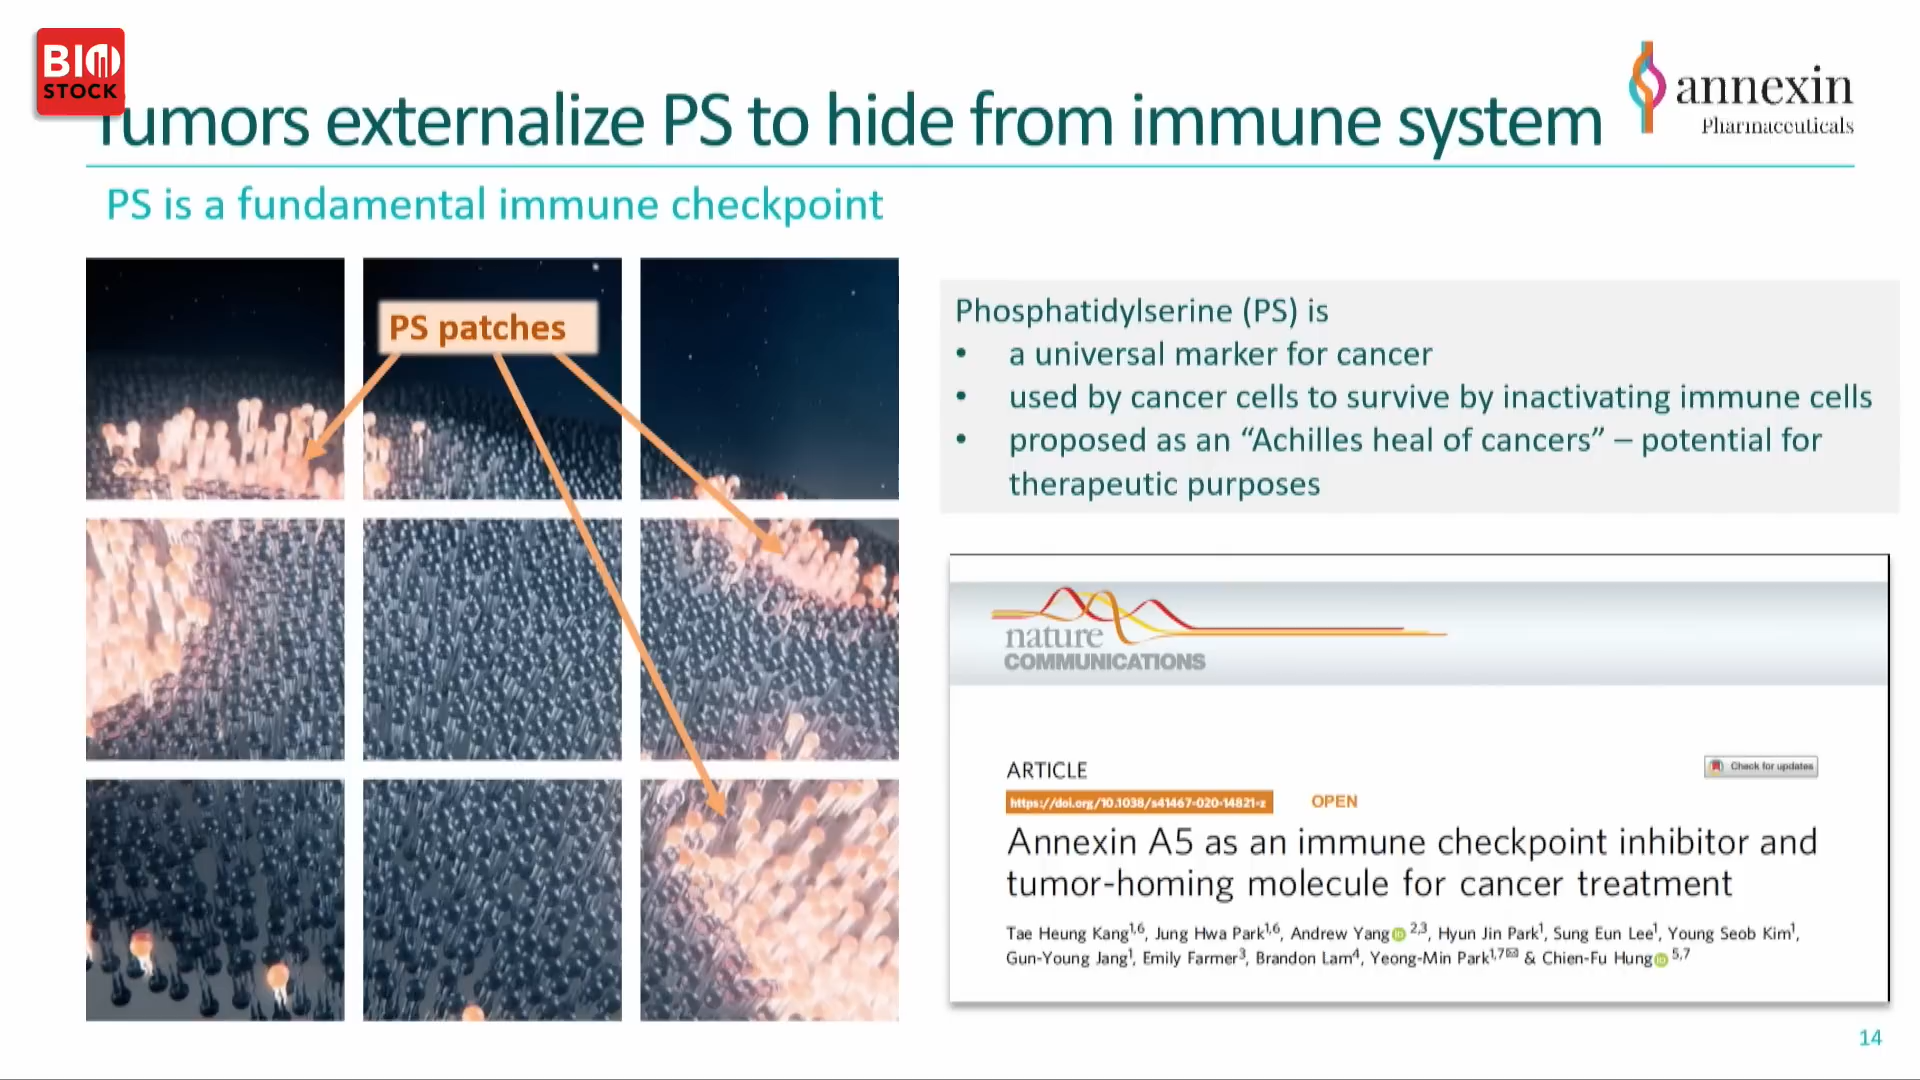 BIO
STOCK
Tumors externalize PS to hide from immune system
annexin
Pharmaceuticals
PS is a fundamental immune checkpoint
PS patches
Phosphatidylserine (PS) is
• a universal marker for cancer
• used by cancer cells to survive by inactivating immune cells
• proposed as an “Achilles heal of cancers” – potential for
therapeutic purposes
nature
COMMUNICATIONS
ARTICLE
Check for updates
https://doi.org/10.1038/s41467-020-14821-z
OPEN
Annexin A5 as an immune checkpoint inhibitor and
tumor-homing molecule for cancer treatment
Tae Heung Kang1,6, Jung Hwa Park1,6, Andrew Yang iD 2,3, Hyun Jin Park1, Sung Eun Lee1, Young Seob Kim1,
Gun-Young Jang1, Emily Farmer3, Brandon Lam4, Yeong-Min Park1,7✉ & Chien-Fu Hung iD 5,7
14